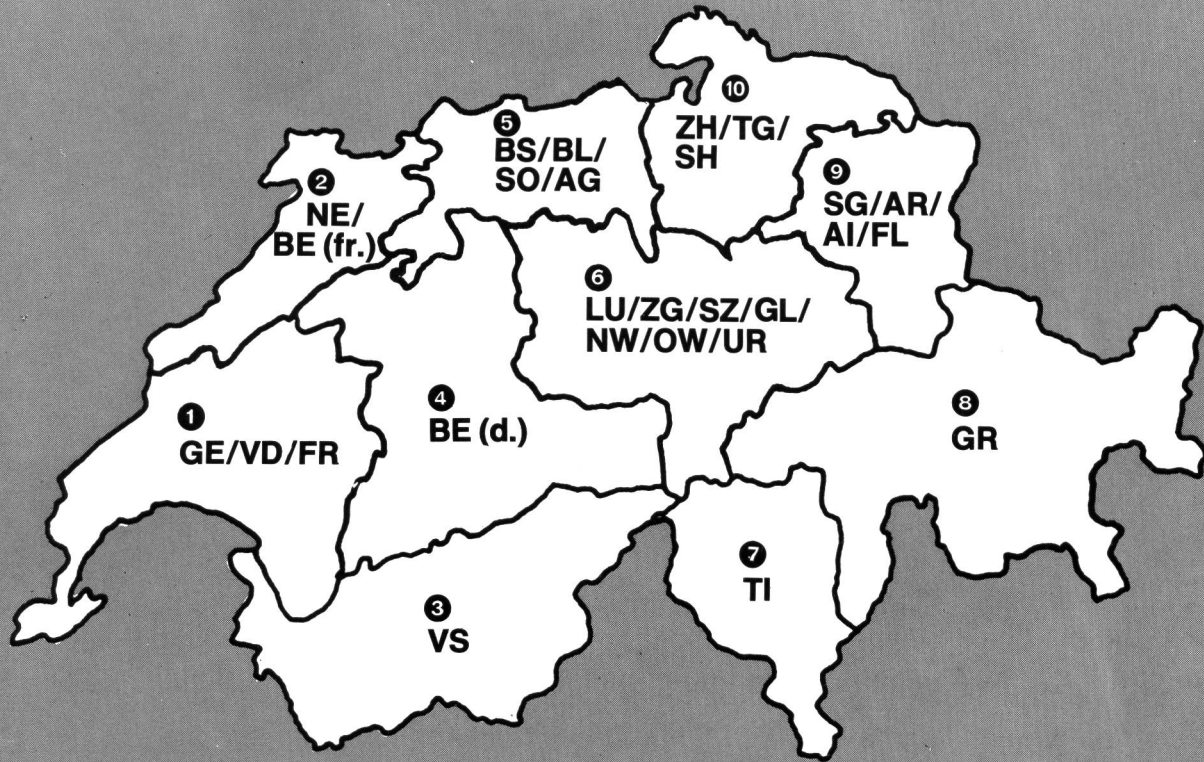 10
ZH/TG/
SH
5
BS/BL/
SO/AG
2
NE/
BE (fr.)
9
SG/AR/
AI/FL
6
LU/ZG/SZ/GL/
NW/OW/UR
1
GE/VD/FR
4
BE (d.)
8
GR
7
TI
3
VS